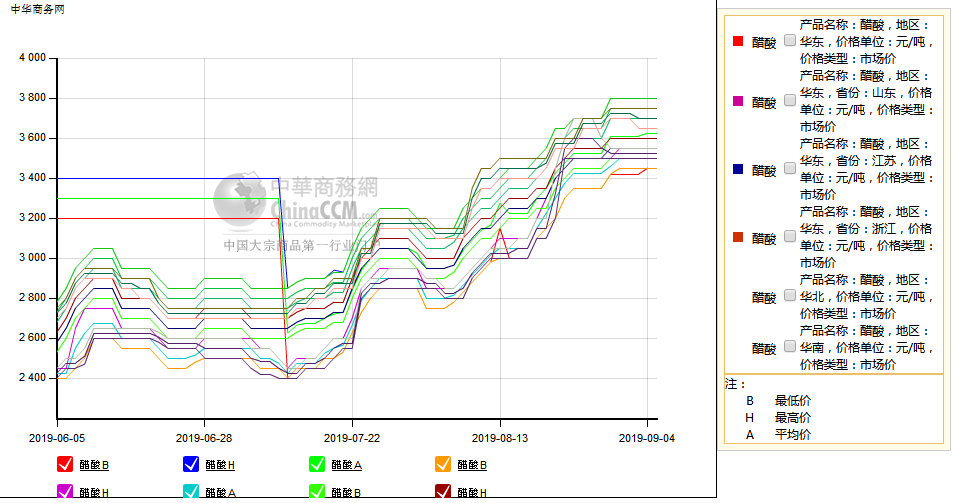 中华商务网
4 000
3 800
3 600
3 400
3 200
3 000
2 800
2 600
2 400
中華商務網
ChinaCCM.com
China Commodity Marketplace
中国大宗商品第一行业门户
2019-06-05
2019-06-28
2019-07-22
2019-08-13
2019-09-04
醋酸B
醋酸H
醋酸A
醋酸B
醋酸H
醋酸A
醋酸B
醋酸H
醋酸
产品名称：醋酸，地区：
华东，价格单位：元/吨，
价格类型：市场价
醋酸
产品名称：醋酸，地区：
华东，省份：山东，价格
单位：元/吨，价格类型：
市场价
醋酸
产品名称：醋酸，地区：
华东，省份：江苏，价格
单位：元/吨，价格类型：
市场价
醋酸
产品名称：醋酸，地区：
华东，省份：浙江，价格
单位：元/吨，价格类型：
市场价
醋酸
产品名称：醋酸，地区：
华北，价格单位：元/吨，
价格类型：市场价
醋酸
产品名称：醋酸，地区：
华南，价格单位：元/吨，
价格类型：市场价
注：
B 最低价
H 最高价
A 平均价